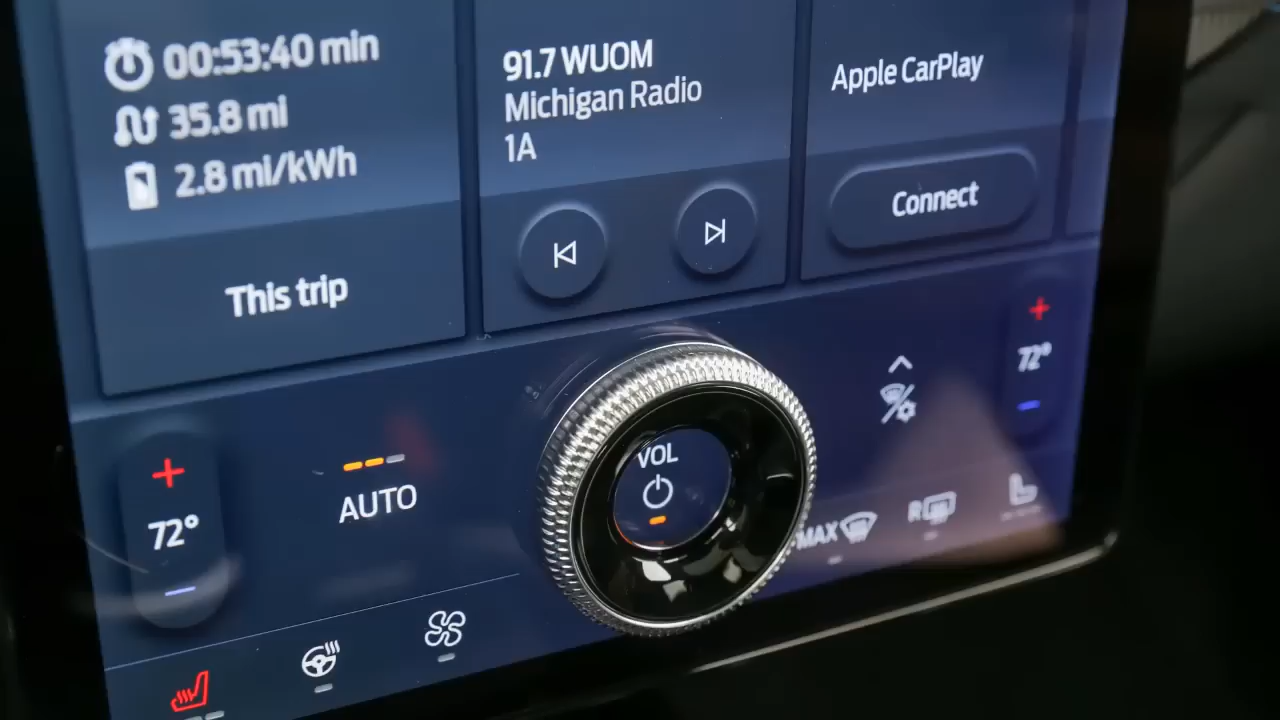 00:53:40 min
35.8 mi
2.8 mi/kWh
This trip
91.7 WUOM
Michigan Radio
1A
Apple CarPlay
Connect
72°
AUTO
VOL
72°
MAX
R